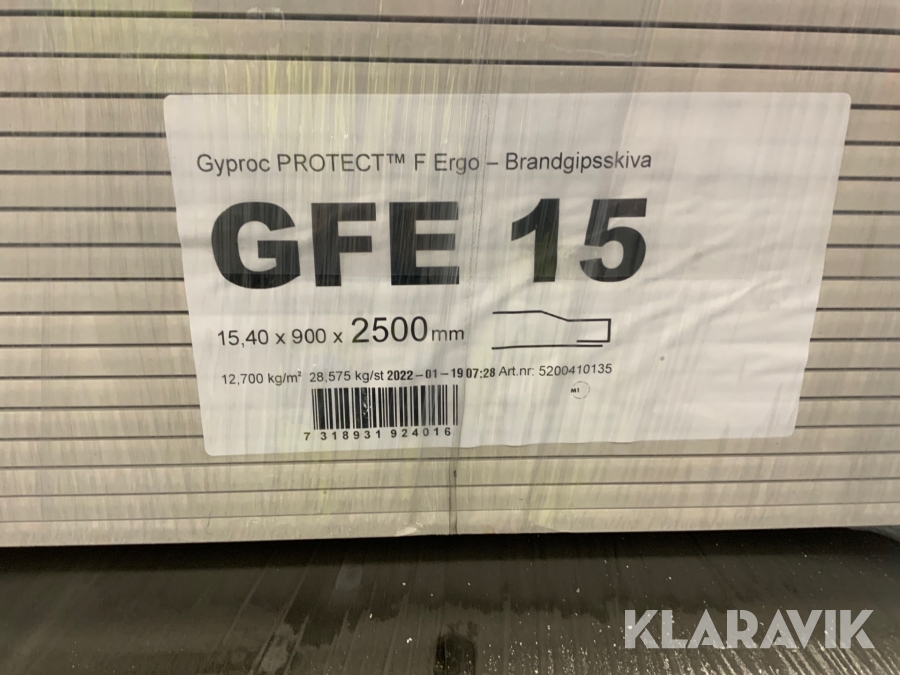 Gyproc PROTECT™ F Ergo – Brandgipsskiva
GFE 15
15,40 x 900 x 2500 mm
12,700 kg/m² 28,575 kg/st 2022-01-19 07:28 Art.nr: 5200410135
M1
7 318931 924016
KLARAVIK